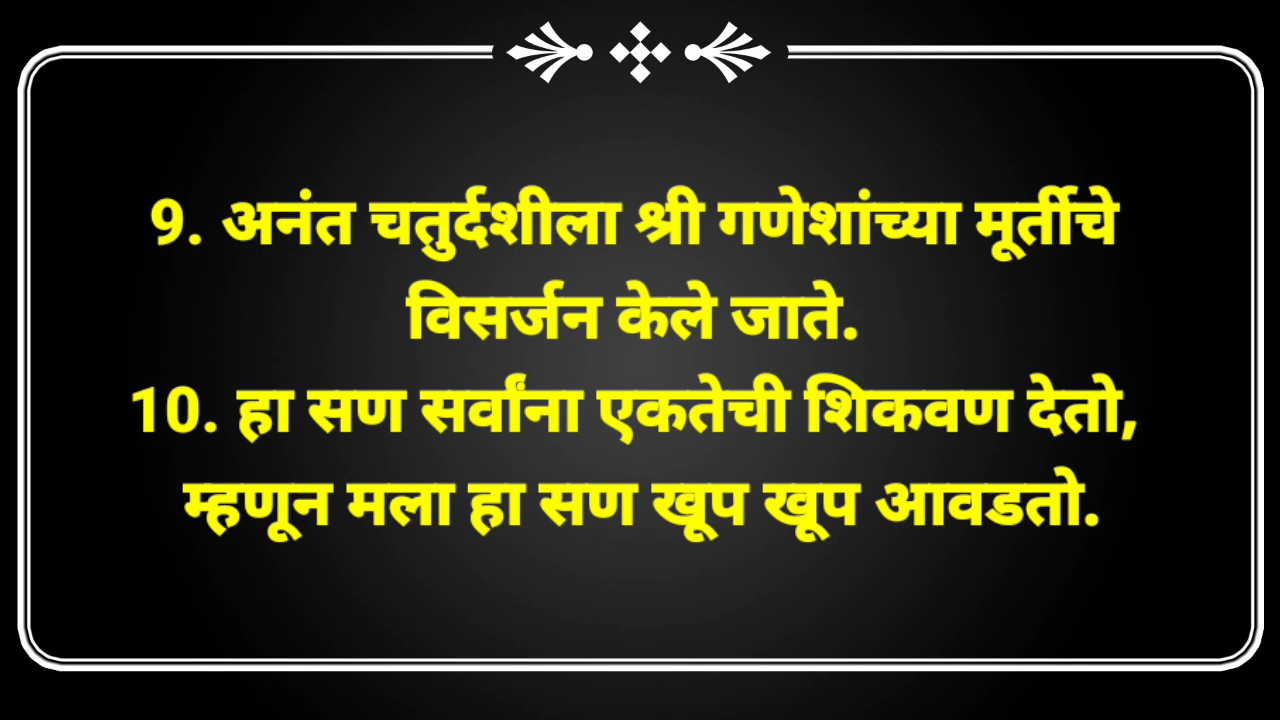 9. अनंत चतुर्दशीला श्री गणेशांच्या मूर्तीचे
विसर्जन केले जाते.
10. हा सण सर्वांना एकतेची शिकवण देतो,
म्हणून मला हा सण खूप खूप आवडतो.